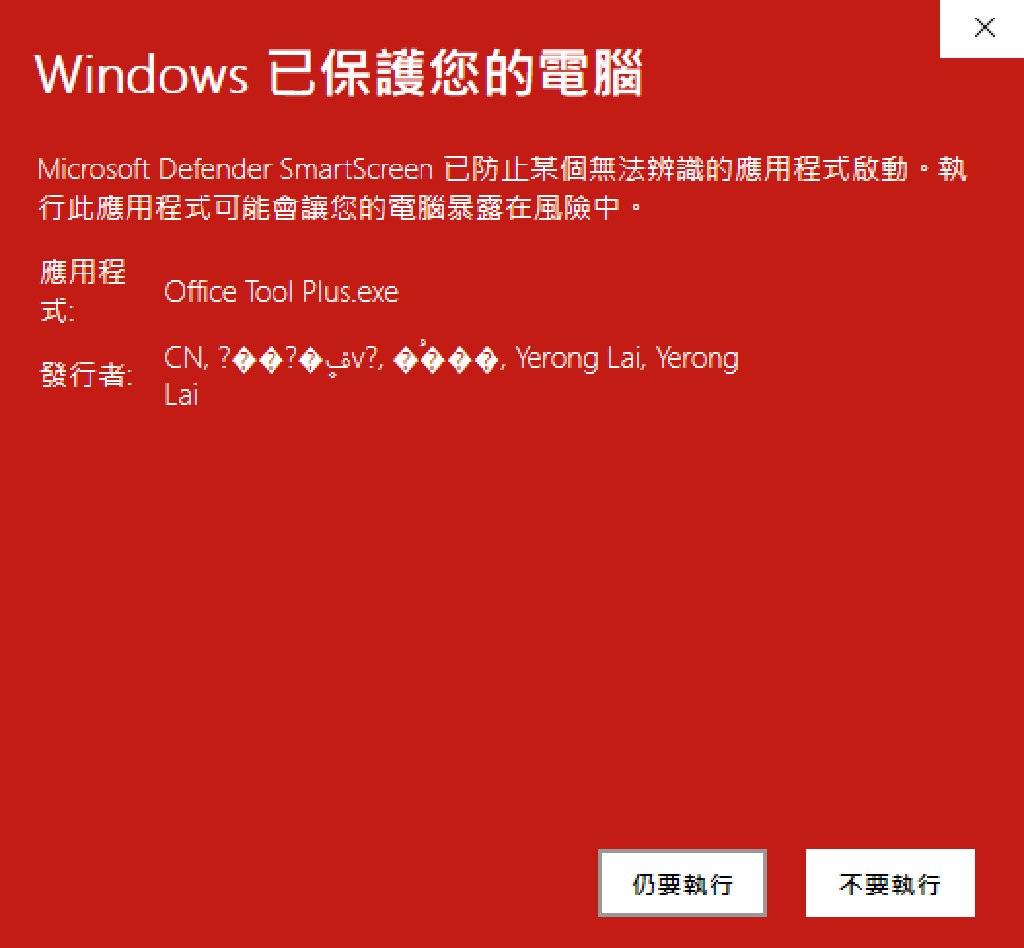 Windows 已保護您的電腦
Microsoft Defender SmartScreen 已防止某個無法辨識的應用程式啟動。執
行此應用程式可能會讓您的電腦暴露在風險中。
應用程
式:
Office Tool Plus.exe
發行者:
CN, ?��?�v?, ����, Yerong Lai, Yerong
Lai
仍要執行
不要執行